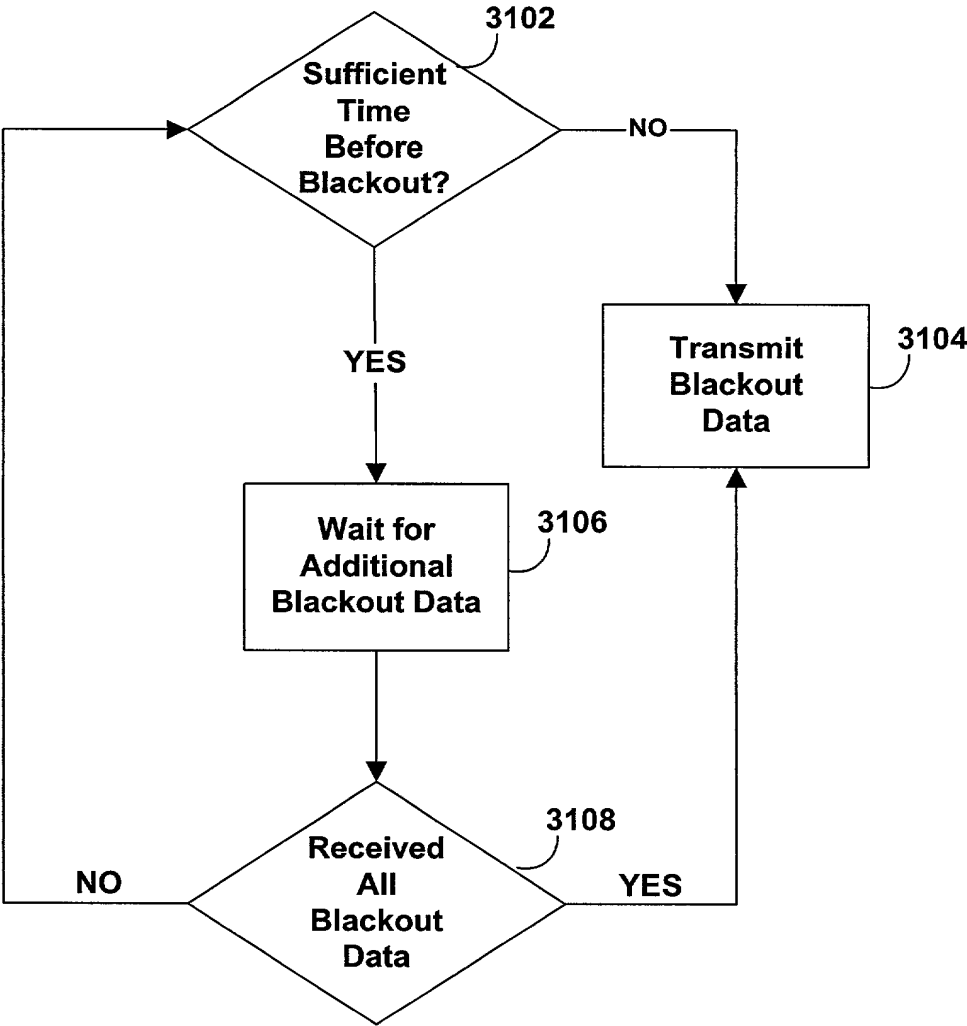 3102
Sufficient
Time
Before
Blackout?
NO
YES
3104
Transmit
Blackout
Data
3106
Wait for
Additional
Blackout Data
3108
Received
All
Blackout
Data
NO
YES